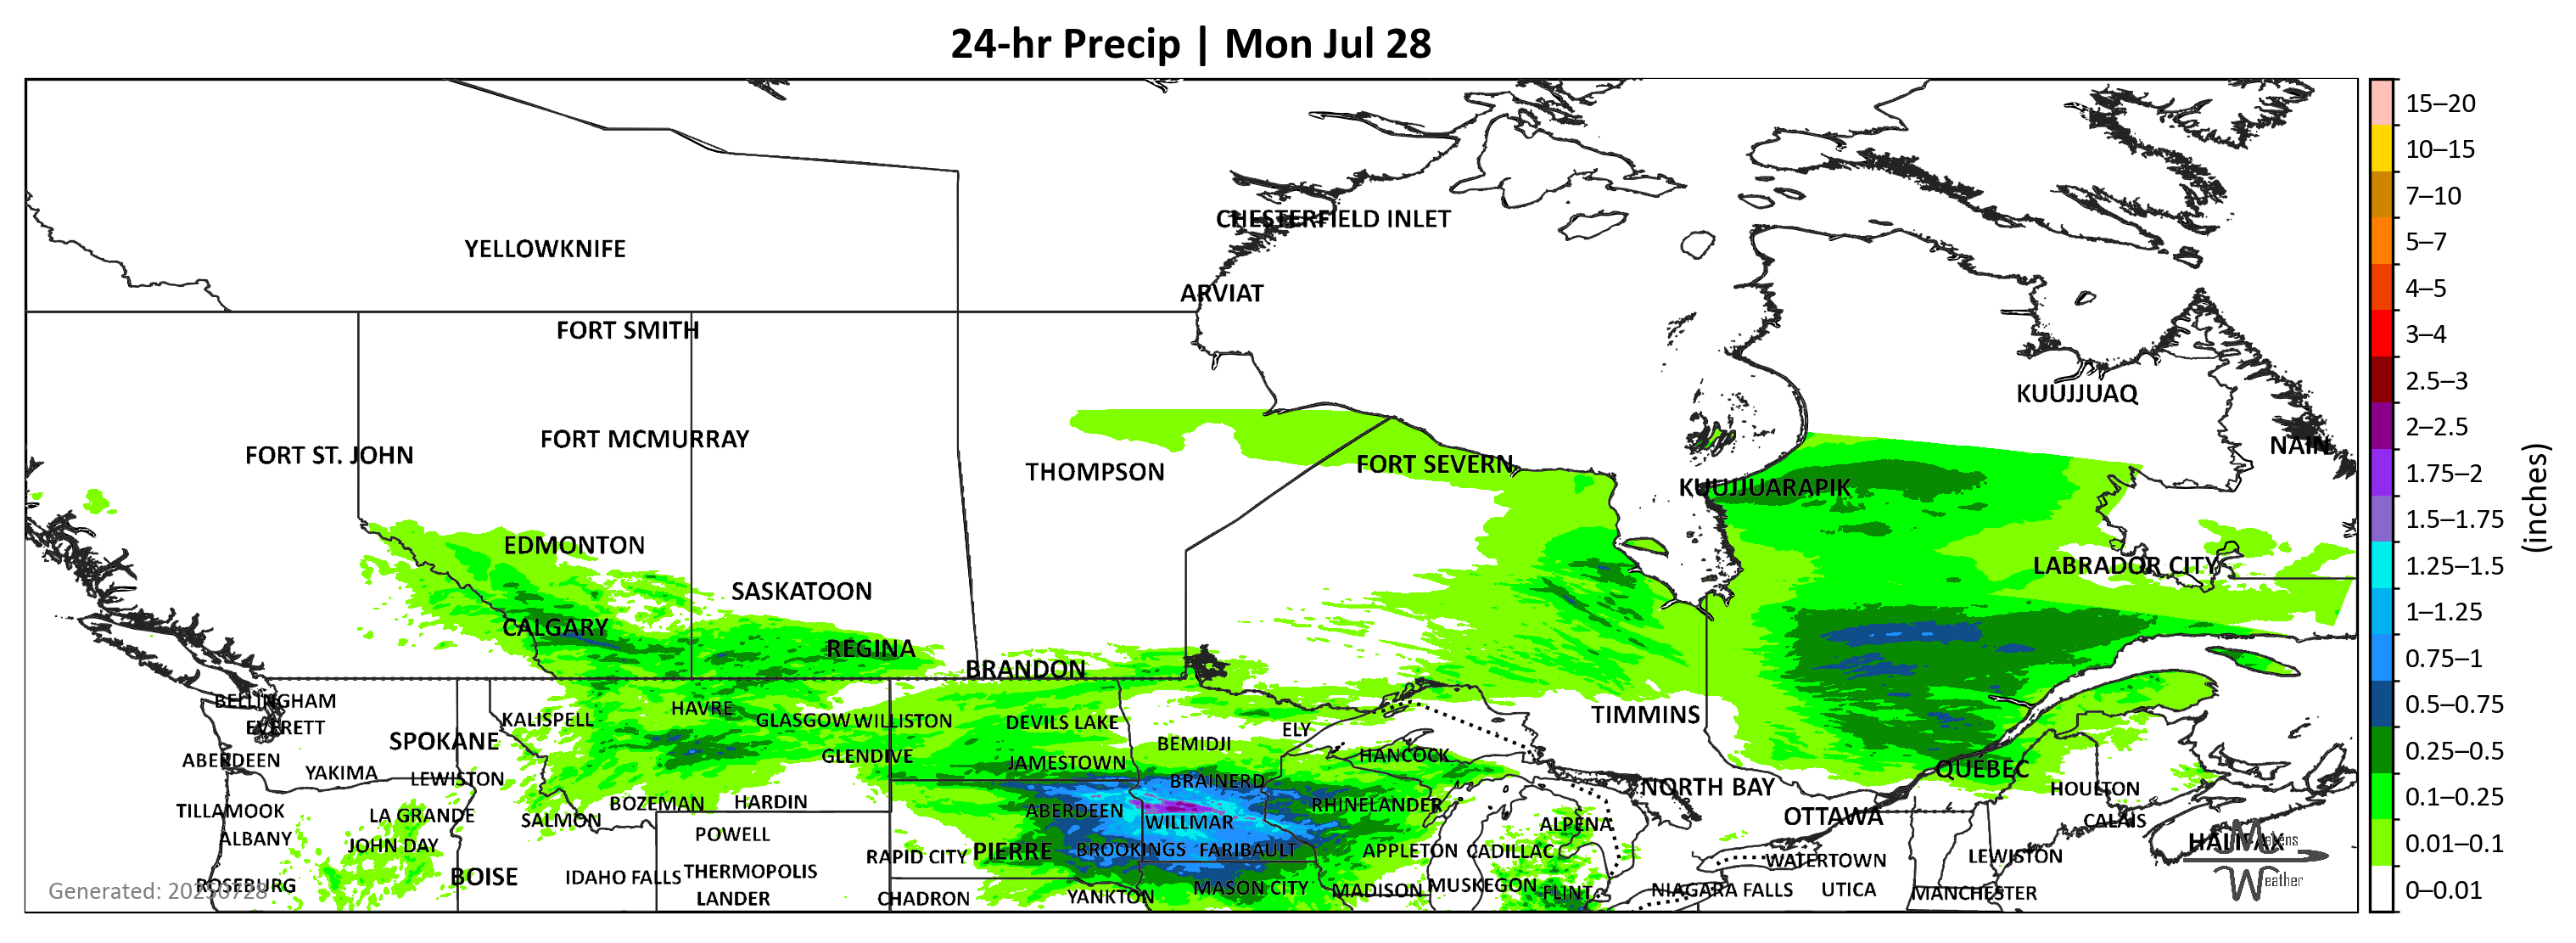 24-hr Precip | Mon Jul 28
CHESTERFIELD INLET
YELLOWKNIFE
ARVIAT
FORT SMITH
KUUJJUAQ
FORT MCMURRAY
NAIN
FORT ST. JOHN
THOMPSON
FORT SEVERN
KUUJJUARAPIK
EDMONTON
LABRADOR CITY
SASKATOON
CALGARY
REGINA
BRANDON
BELLINGHAM
HAVRE
KALISPELL
GLASGOW WILLISTON
DEVILS LAKE
TIMMINS
EVERETT
ELY
SPOKANE
BEMIDJI
ABERDEEN
GLENDIVE
JAMESTOWN
HANCOCK
QUÉBEC
YAKIMA
LEWISTON
BRAINERD
NORTH BAY
HOULTON
TILLAMOOK
LA GRANDE
BOZEMAN
HARDIN
ABERDEEN
RHINELANDER
SALMON
WILLMAR
ALPENA
OTTAWA
CALAIS
ALBANY
JOHN DAY
POWELL
HALIFAX
RAPID CITY
PIERRE
BROOKINGS
FARIBAULT
APPLETON
CADILLAC
WATERTOWN
LEWISTON
BOISE
IDAHO FALLS
THERMOPOLIS
ROSEBURG
MASON CITY
MADISON
MUSKEGON
FLINT
NIAGARA FALLS
UTICA
MANCHESTER
LANDER
CHADRON
YANKTON
Generated: 20250728
Makens
Weather
15–20
10–15
7–10
5–7
4–5
3–4
2.5–3
2–2.5
1.75–2
1.5–1.75
1.25–1.5
1–1.25
0.75–1
0.5–0.75
0.25–0.5
0.1–0.25
0.01–0.1
0–0.01
(inches)